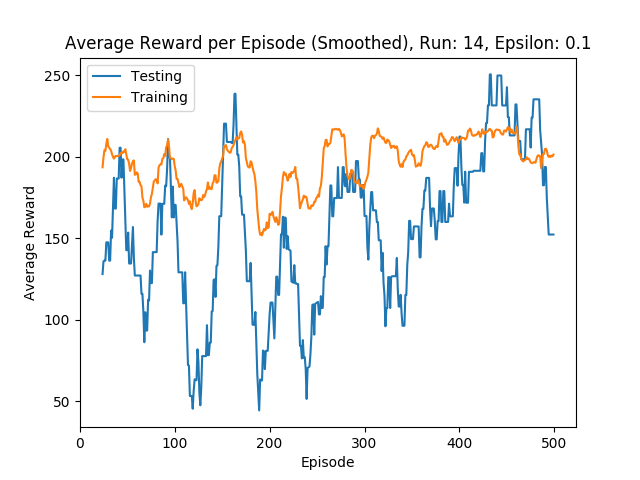 Average Reward per Episode (Smoothed), Run: 14, Epsilon: 0.1
Testing
Training
Average Reward
250
200
150
100
50
0 100 200 300 400 500
Episode